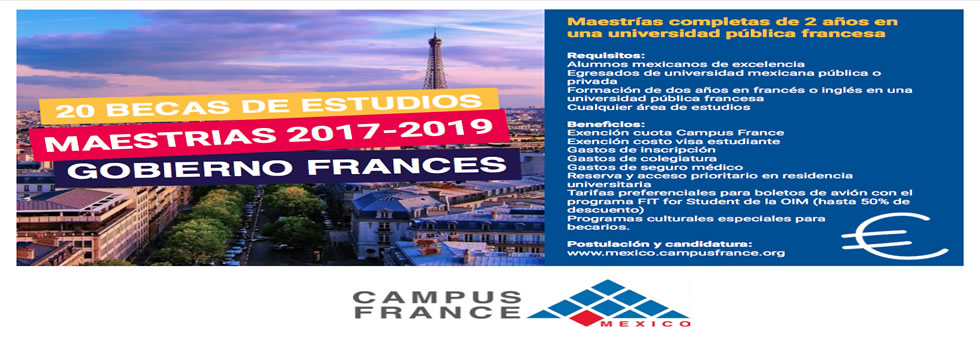 20 BECAS DE ESTUDIOS
MAESTRIAS 2017-2019
GOBIERNO FRANCES
Maestrías completas de 2 años en
una universidad pública francesa
Requisitos:
Alumnos mexicanos de excelencia
Egresados de universidad mexicana pública o
privada
Formación de dos años en francés o inglés en una
universidad pública francesa
Cualquier área de estudios
Beneficios:
Exención cuota Campus France
Exención costo visa estudiante
Gastos de inscripción
Gastos de colegiatura
Gastos de seguro médico
Reserva y acceso prioritario en residencia
universitaria
Tarifas preferenciales para boletos de avión con el
programa FIT for Student de la OIM (hasta 50% de
descuento)
Programas culturales especiales para
becarios.
Postulación y candidatura:
www.mexico.campusfrance.org
€
CAMPUS
FRANCE
MEXICO